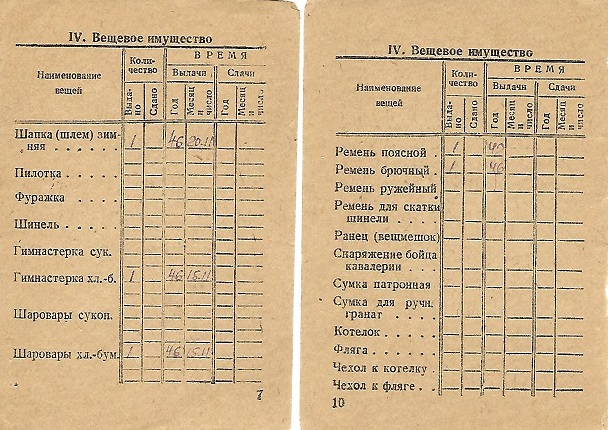 IV. Вещевое имущество
Наименование вещей
Количество
ВРЕМЯ
Выдачи
Сдачи
Выдано
Сдано
Год
Месяц и число
Год
Месяц и число
Шапка (шлем) зим-
няя . . . . . 1 46 20.11
Пилотка . . . . .
Фуражка . . . . .
Шинель . . . . .
Гимнастерка сук.
Гимнастерка хл.-б. 1 46 15.11
Шаровары сукон.
Шаровары хл.-бум. 1 46 15.11
7
IV. Вещевое имущество
Наименование вещей
Количество
ВРЕМЯ
Выдачи
Сдачи
Выдано
Сдано
Год
Месяц и число
Год
Месяц и число
Ремень поясной . 1
Ремень брючный . 1 46
Ремень ружейный
Ремень для скатки
шинели . . . .
Ранец (вещмешок)
Снаряжение бойца
кавалерии . . .
Сумка патронная
Сумка для ручн.
гранат . . . .
Котелок . . . . .
Фляга . . . . .
Чехол к котелку .
Чехол к фляге . .
10